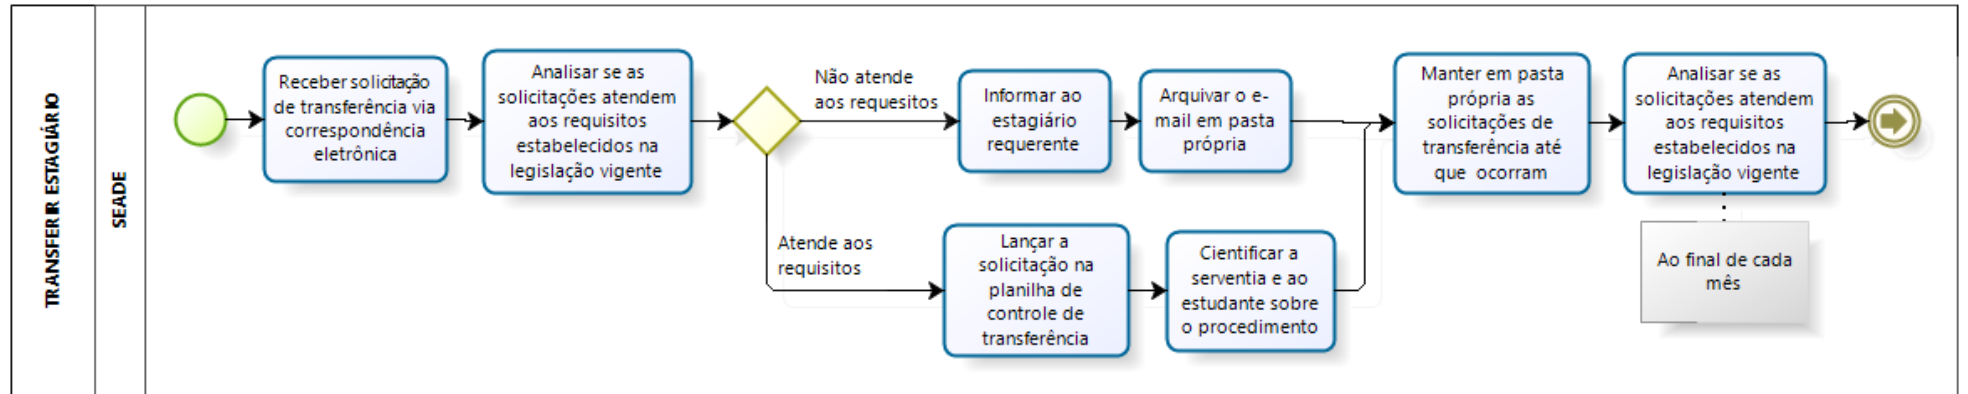 TRANSFERIR ESTAGIÁRIO
SEADE
Receber solicitação
de transferência via
correspondência
eletrônica
Analisar se as
solicitações atendem
aos requisitos
estabelecidos na
legislação vigente
Não atende
aos requesitos
Informar ao
estagiário
requerente
Arquivar o e-
mail em pasta
própria
Atende aos
requisitos
Lançar a
solicitação na
planilha de
controle de
transferência
Cientificar a
serventia e ao
estudante sobre
o procedimento
Manter em pasta
própria as
solicitações de
transferência até
que ocorram
Analisar se as
solicitações atendem
aos requisitos
estabelecidos na
legislação vigente
Ao final de cada
mês